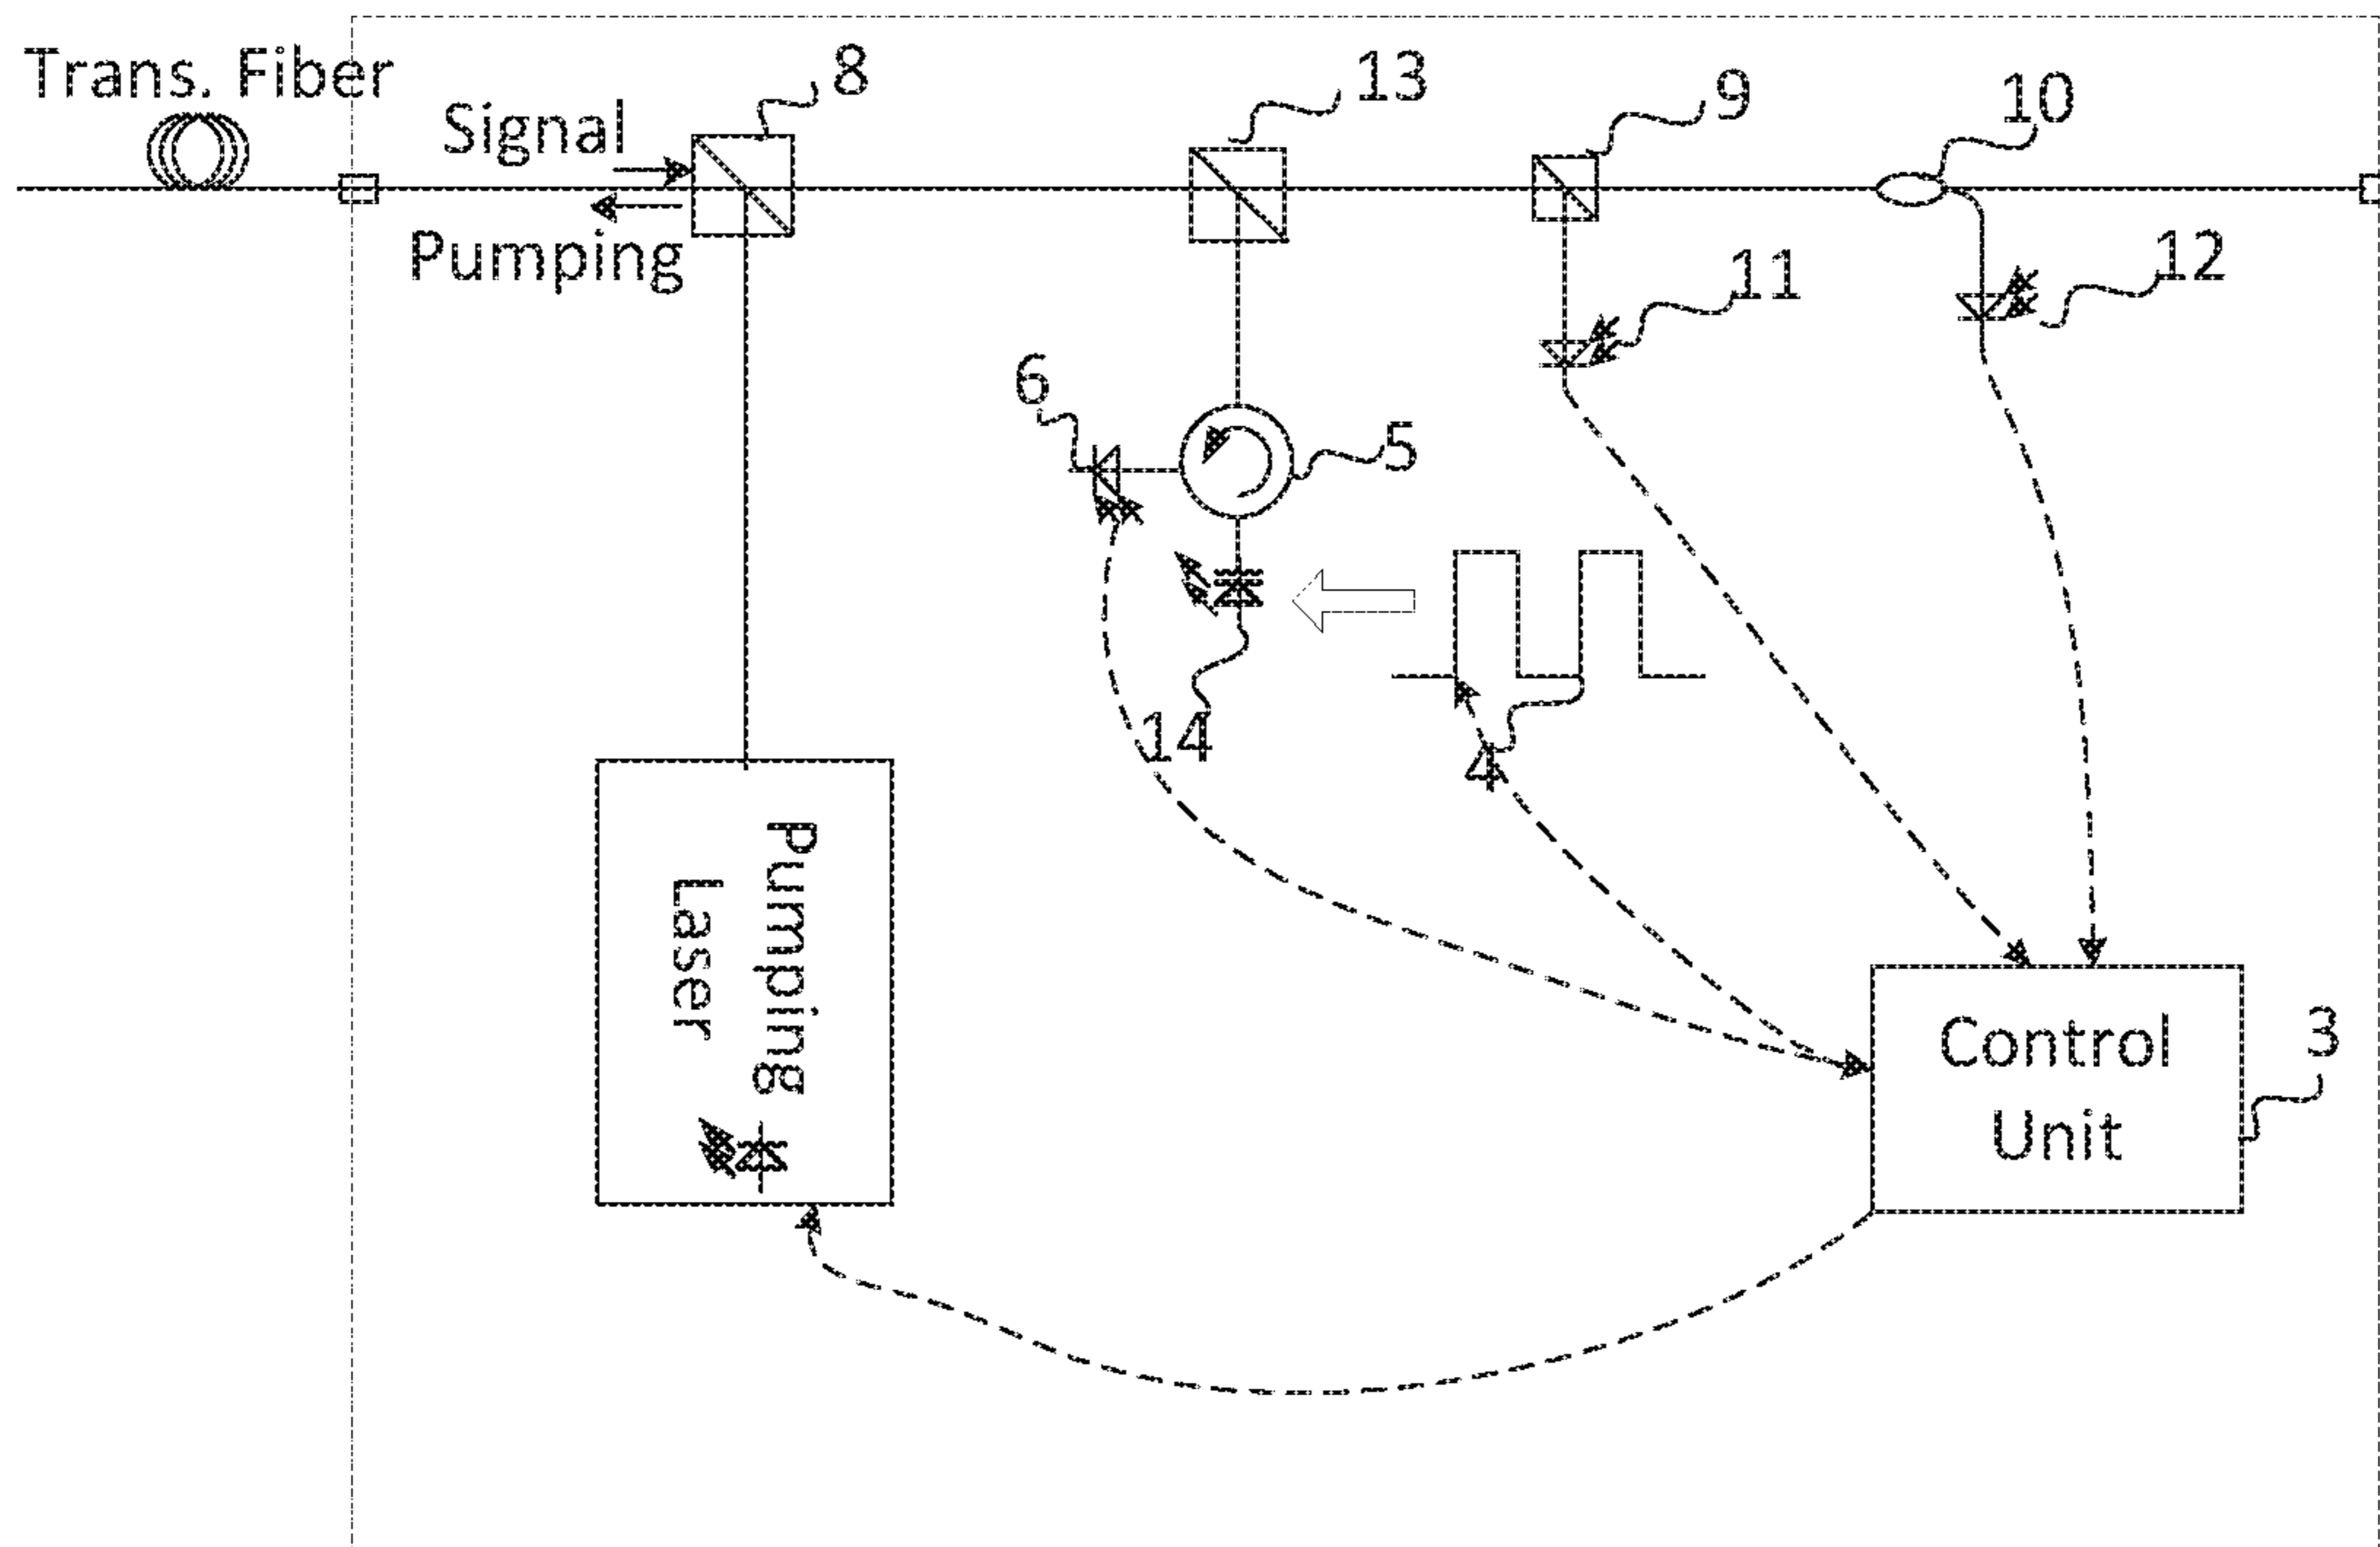 Trans. Fiber
8
13
9
10
Signal
Pumping
11
12
6
5
14
4
Pumping
Laser
Control
Unit
3